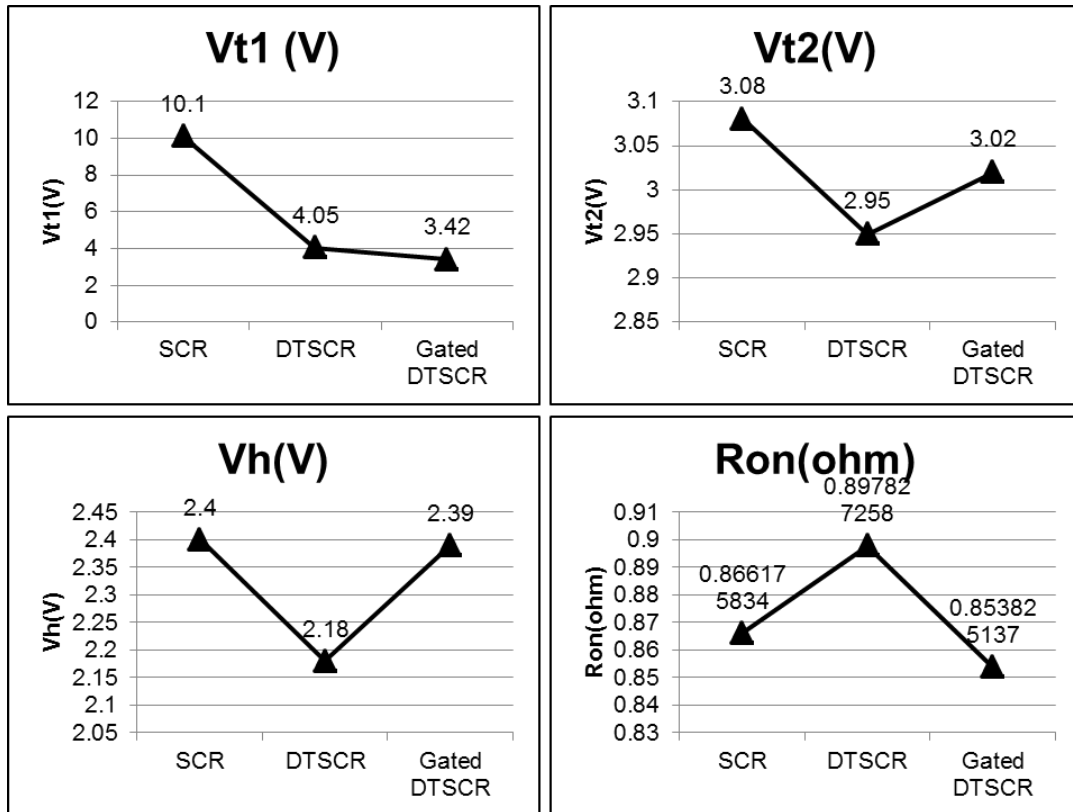 Vt1 (V)
10.1
12
10
8
6
4
2
0
Vt1(V)
4.05
3.42
SCR
DTSCR
Gated
DTSCR
Vt2(V)
3.08
3.1
3.05
3
2.95
2.9
2.85
Vt2(V)
2.95
3.02
SCR
DTSCR
Gated
DTSCR
Vh(V)
2.4
2.45
2.4
2.35
2.3
2.25
2.2
2.15
2.1
2.05
Vh(V)
2.18
2.39
SCR
DTSCR
Gated
DTSCR
Ron(ohm)
0.89782
7258
0.91
0.9
0.89
0.88
0.87
0.86
0.85
0.84
0.83
Ron(ohm)
0.86617
5834
0.85382
5137
SCR
DTSCR
Gated
DTSCR